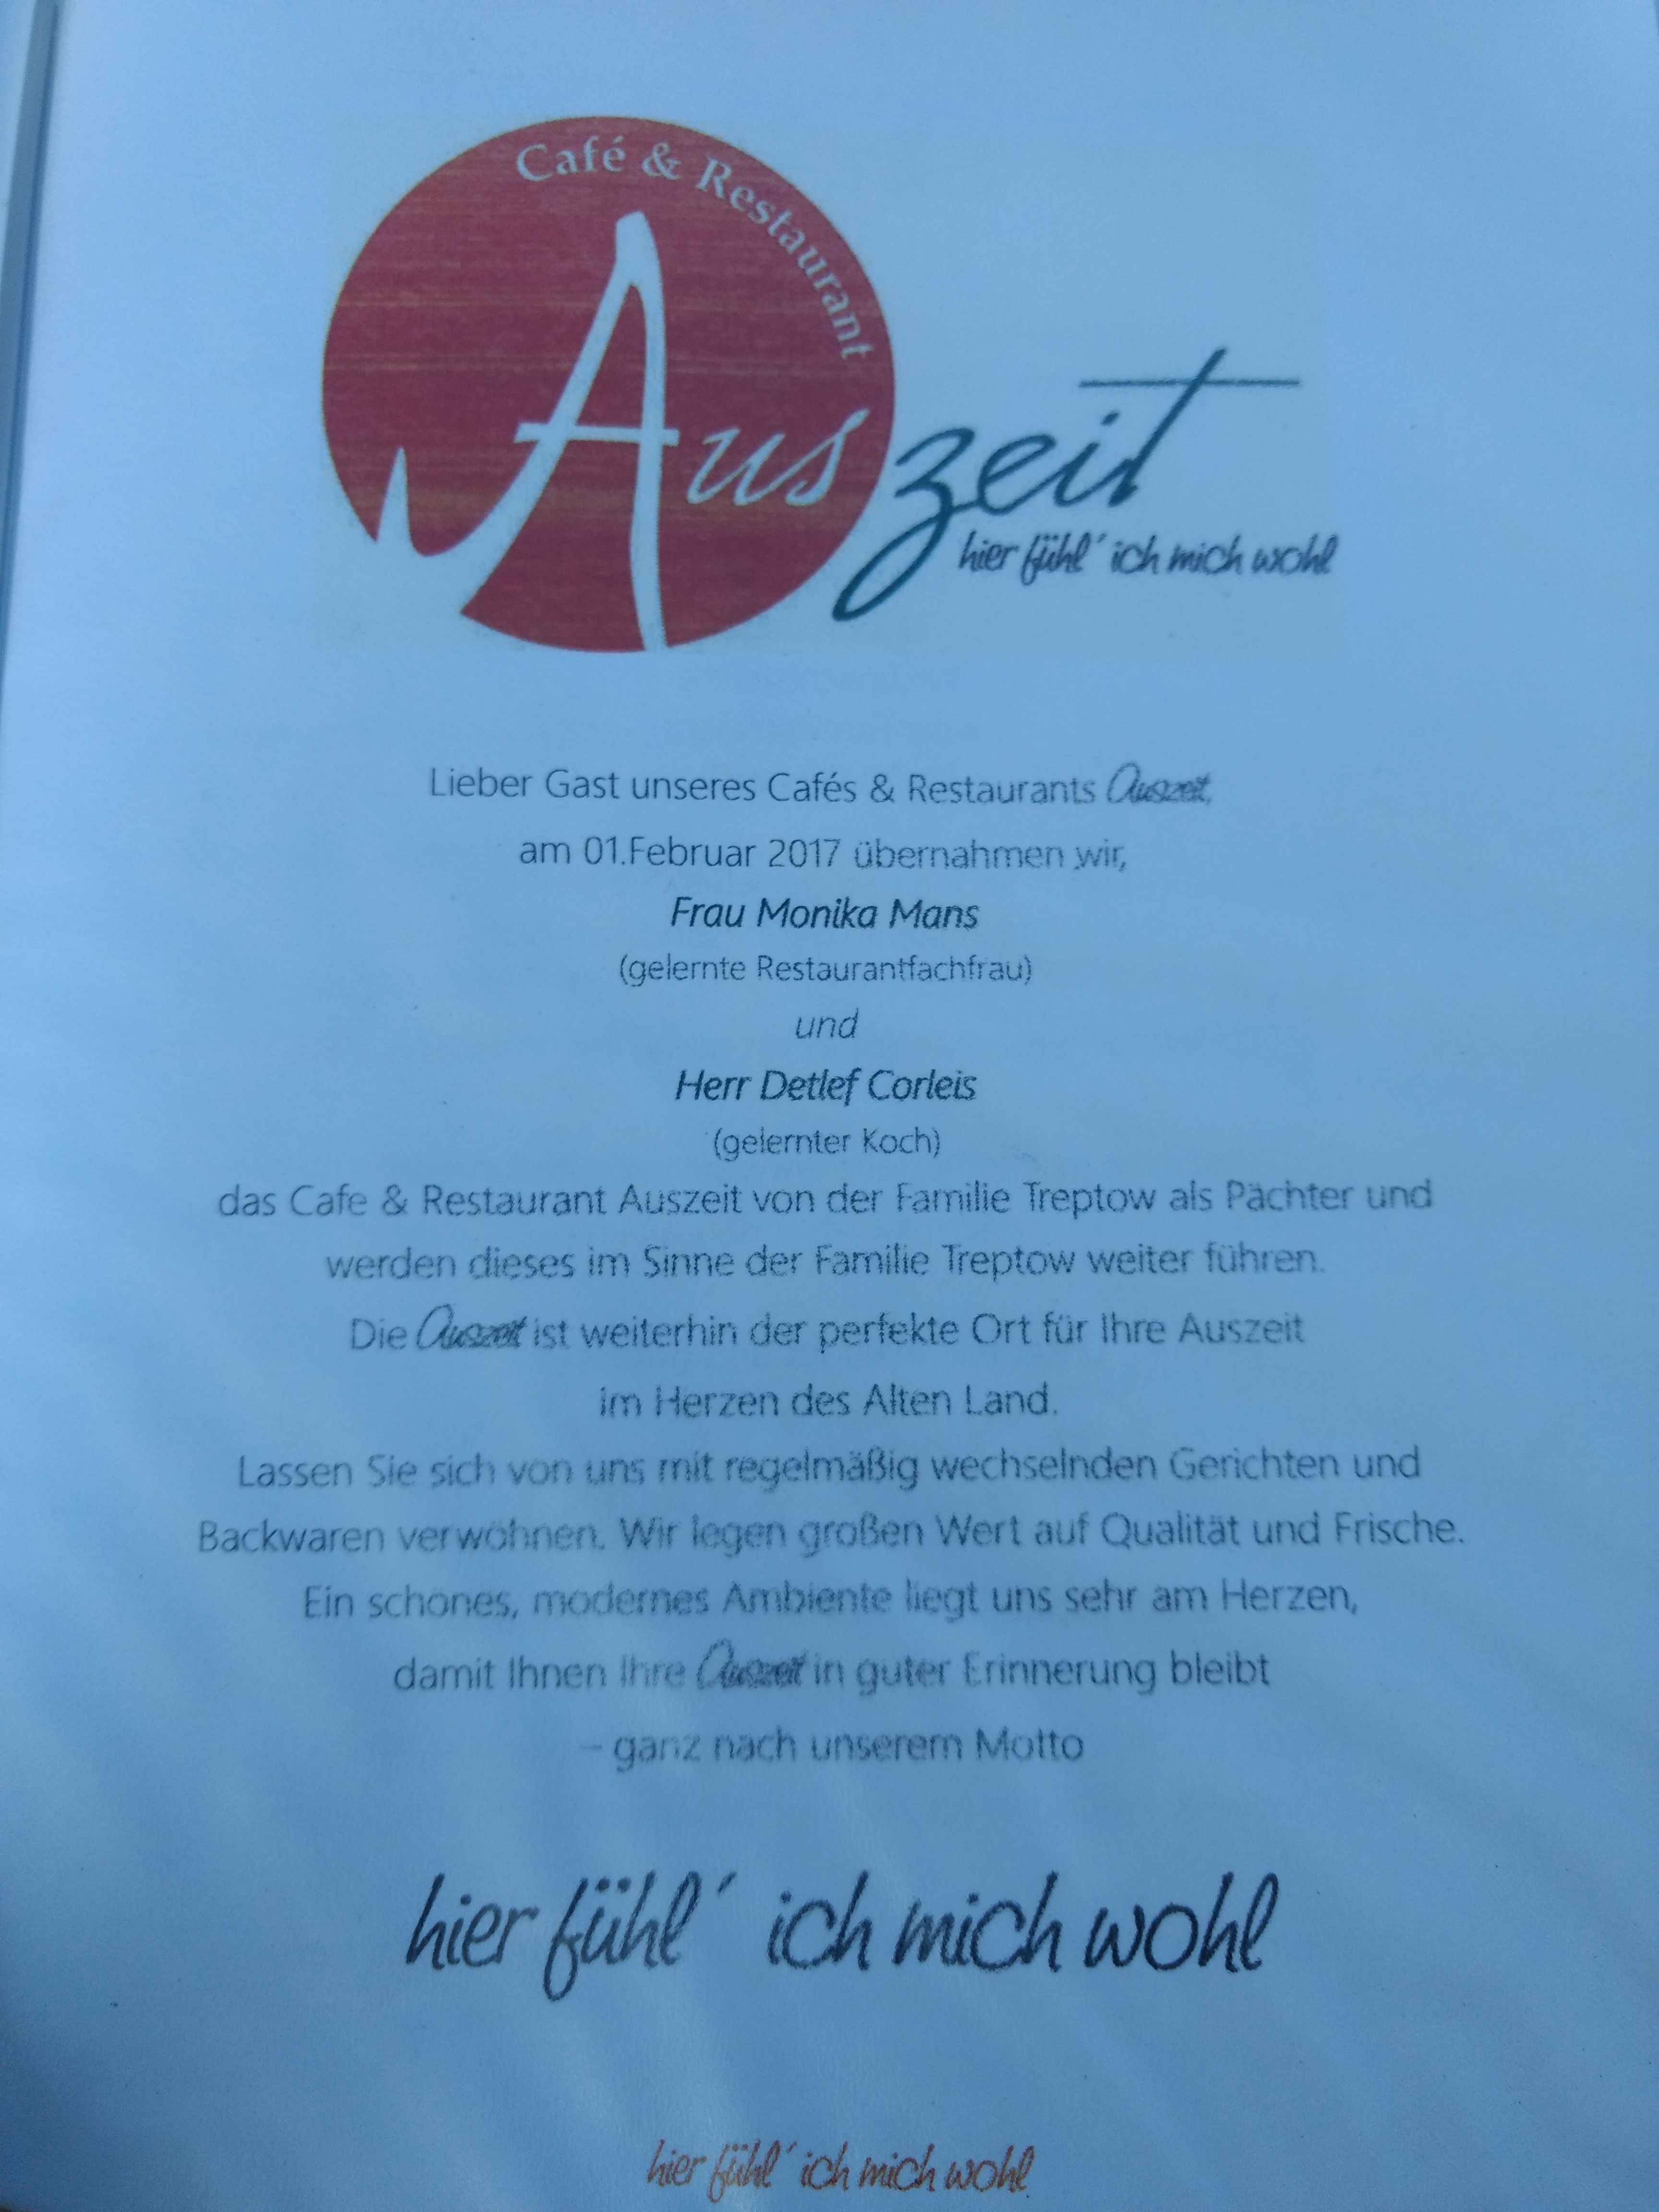 Café & Restaurant
Auszeit
hier fühl´ ich mich wohl
Lieber Gast unseres Cafés & Restaurants Auszeit,
am 01.Februar 2017 übernahmen wir,
Frau Monika Mans
(gelernte Restaurantfachfrau)
und
Herr Detlef Corleis
(gelernter Koch)
das Cafe & Restaurant Auszeit von der Familie Treptow als Pächter und
werden dieses im Sinne der Familie Treptow weiter führen.
Die Auszeit ist weiterhin der perfekte Ort für Ihre Auszeit
im Herzen des Alten Land.
Lassen Sie sich von uns mit regelmäßig wechselnden Gerichten und
Backwaren verwöhnen. Wir legen großen Wert auf Qualität und Frische.
Ein schönes, modernes Ambiente liegt uns sehr am Herzen,
damit Ihnen Ihre Auszeit in guter Erinnerung bleibt
– ganz nach unserem Motto
hier fühl´ ich mich wohl
hier fühl´ ich mich wohl